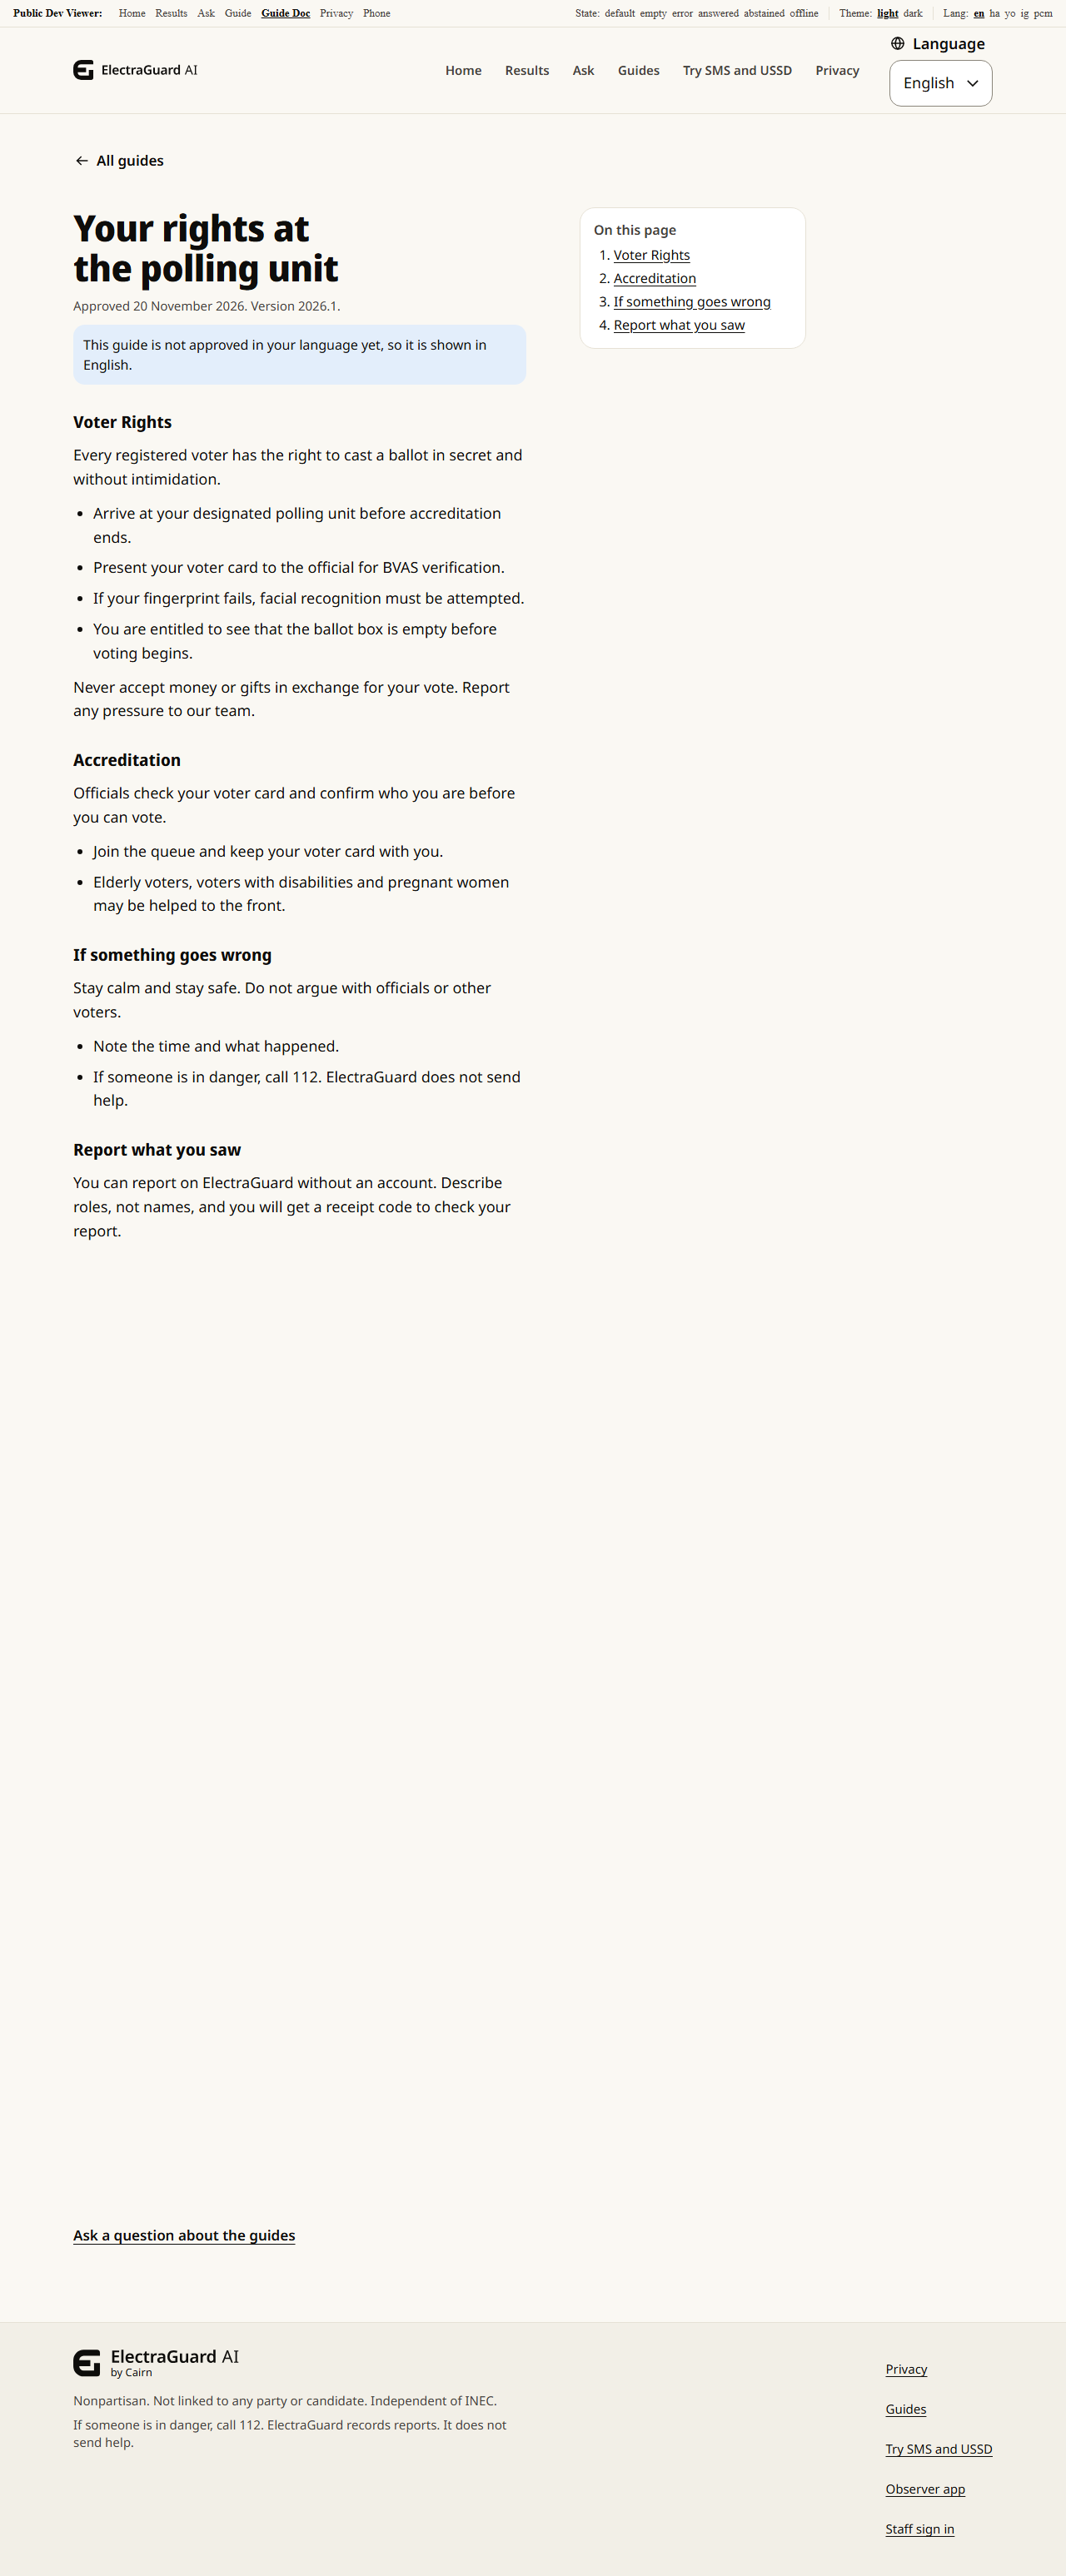 Public Dev Viewer: Home Results Ask Guide Guide Doc Privacy Phone State: default empty error answered abstained offline Theme: light dark Lang: en ha yo ig pcm
ElectraGuard AI
Home Results Ask Guides Try SMS and USSD Privacy
Language
English
All guides
Your rights at
the polling unit
Approved 20 November 2026. Version 2026.1.
This guide is not approved in your language yet, so it is shown in
English.
On this page
1. Voter Rights
2. Accreditation
3. If something goes wrong
4. Report what you saw
Voter Rights
Every registered voter has the right to cast a ballot in secret and
without intimidation.
• Arrive at your designated polling unit before accreditation
ends.
• Present your voter card to the official for BVAS verification.
• If your fingerprint fails, facial recognition must be attempted.
• You are entitled to see that the ballot box is empty before
voting begins.
Never accept money or gifts in exchange for your vote. Report
any pressure to our team.
Accreditation
Officials check your voter card and confirm who you are before
you can vote.
• Join the queue and keep your voter card with you.
• Elderly voters, voters with disabilities and pregnant women
may be helped to the front.
If something goes wrong
Stay calm and stay safe. Do not argue with officials or other
voters.
• Note the time and what happened.
• If someone is in danger, call 112. ElectraGuard does not send
help.
Report what you saw
You can report on ElectraGuard without an account. Describe
roles, not names, and you will get a receipt code to check your
report.
Ask a question about the guides
ElectraGuard AI
by Cairn
Nonpartisan. Not linked to any party or candidate. Independent of INEC.
If someone is in danger, call 112. ElectraGuard records reports. It does not
send help.
Privacy
Guides
Try SMS and USSD
Observer app
Staff sign in